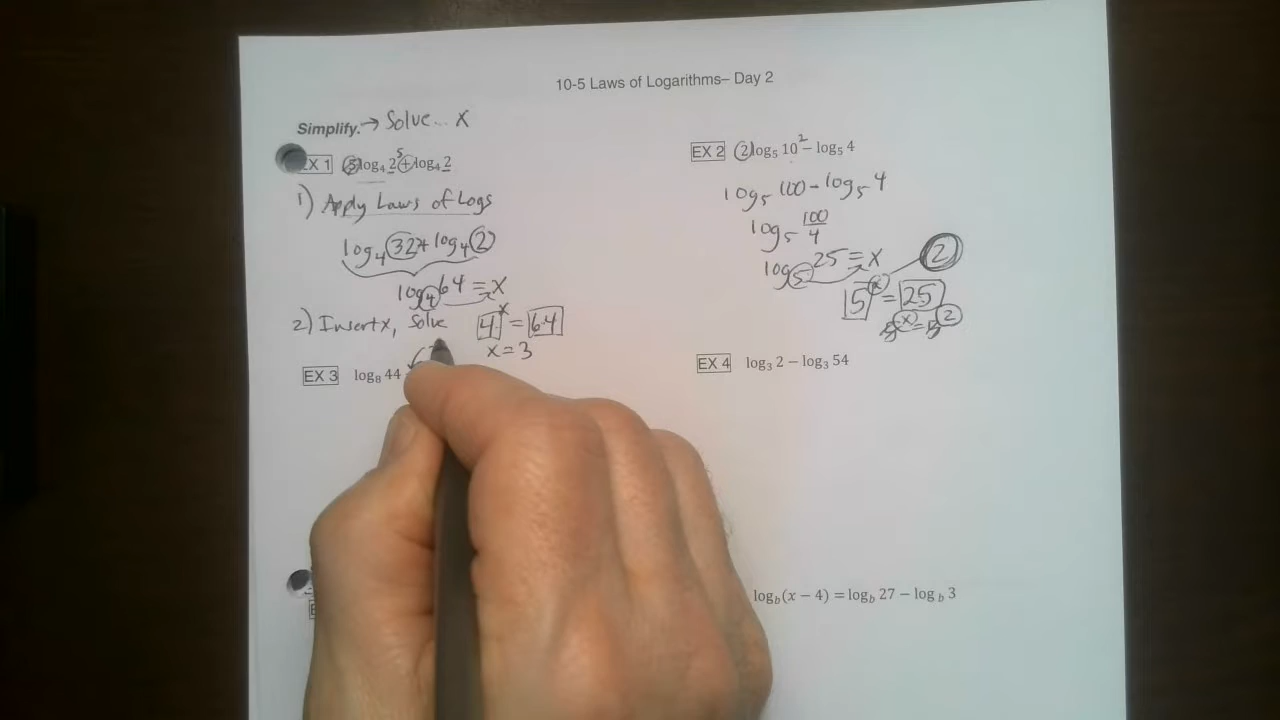 10-5 Laws of Logarithms– Day 2
Simplify. → Solve... x
EX 1 5log₄ 2⁵ + log₄ 2
1) Apply Laws of Logs
log₄ 32 + log₄ 2
log₄ 64 = x
2) Insert x, Solve 4ˣ = 64
x = 3
EX 2 2log₅ 10² − log₅ 4
log₅ 100 − log₅ 4
log₅ 100/4
log₅ 25 = x 2
5ˣ = 25
5ˣ = 5²
EX 3 log₈ 44
EX 4 log₃ 2 − log₃ 54
log_b(x − 4) = log_b 27 − log_b 3